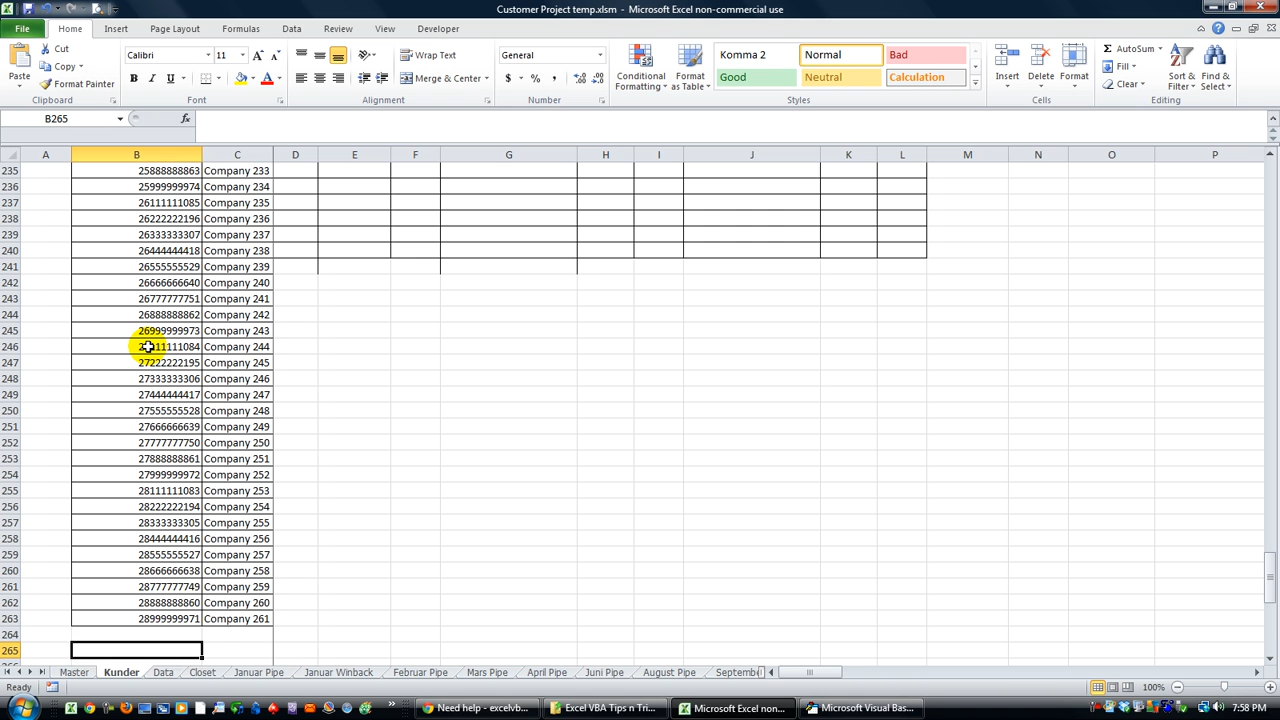 Customer Project temp.xlsm - Microsoft Excel non-commercial use
File Home Insert Page Layout Formulas Data Review View Developer
Paste Cut Copy Format Painter Clipboard
Calibri 11 B I U A Font
Wrap Text Merge & Center Alignment
General $ % , Number
Conditional Formatting Format as Table Komma 2 Normal Bad Good Neutral Calculation Styles
Insert Delete Format Cells
AutoSum Fill Clear Sort & Filter Find & Select Editing
B265 fx
A B C D E F G H I J K L M N O P
235 25888888863 Company 233
236 25999999974 Company 234
237 26111111085 Company 235
238 26222222196 Company 236
239 26333333307 Company 237
240 26444444418 Company 238
241 26555555529 Company 239
242 26666666640 Company 240
243 26777777751 Company 241
244 26888888862 Company 242
245 26999999973 Company 243
246 Company 244
247 27222222195 Company 245
248 27333333306 Company 246
249 27444444417 Company 247
250 27555555528 Company 248
251 27666666639 Company 249
252 27777777750 Company 250
253 27888888861 Company 251
254 27999999972 Company 252
255 28111111083 Company 253
256 28222222194 Company 254
257 28333333305 Company 255
258 28444444416 Company 256
259 28555555527 Company 257
260 28666666638 Company 258
261 28777777749 Company 259
262 28888888860 Company 260
263 28999999971 Company 261
264
265
Master Kunder Data Closet Januar Pipe Januar Winback Februar Pipe Mars Pipe April Pipe Juni Pipe August Pipe
Ready 100%
Need help - excelvb... Excel VBA Tips n Tri... Microsoft Excel non... Microsoft Visual Bas... 7:58 PM